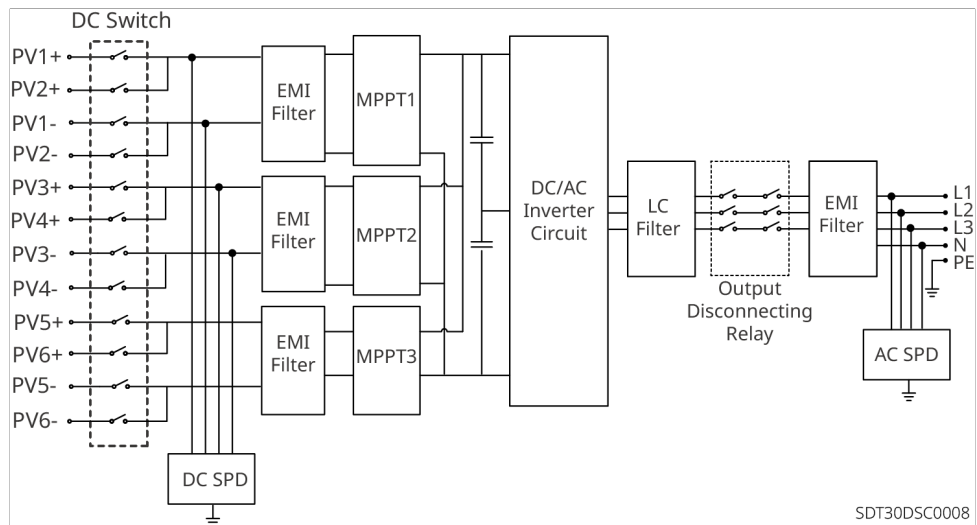 DC Switch
PV1+
PV2+
PV1-
PV2-
PV3+
PV4+
PV3-
PV4-
PV5+
PV6+
PV5-
PV6-
EMI
Filter
MPPT1
EMI
Filter
MPPT2
EMI
Filter
MPPT3
DC/AC
Inverter
Circuit
LC
Filter
Output
Disconnecting
Relay
EMI
Filter
L1
L2
L3
N
PE
AC SPD
DC SPD
SDT30DSC0008